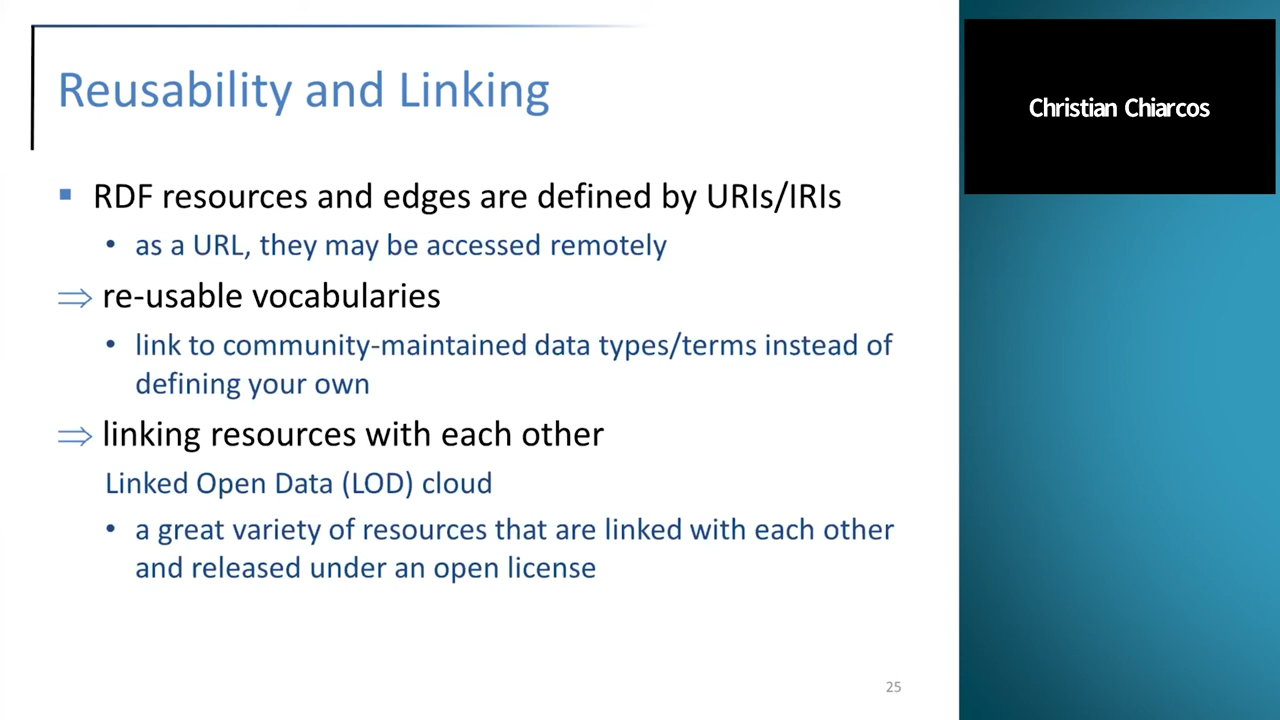 Reusability and Linking
▪ RDF resources and edges are defined by URIs/IRIs
• as a URL, they may be accessed remotely
⇒ re-usable vocabularies
• link to community-maintained data types/terms instead of
defining your own
⇒ linking resources with each other
Linked Open Data (LOD) cloud
• a great variety of resources that are linked with each other
and released under an open license
25
Christian Chiarcos